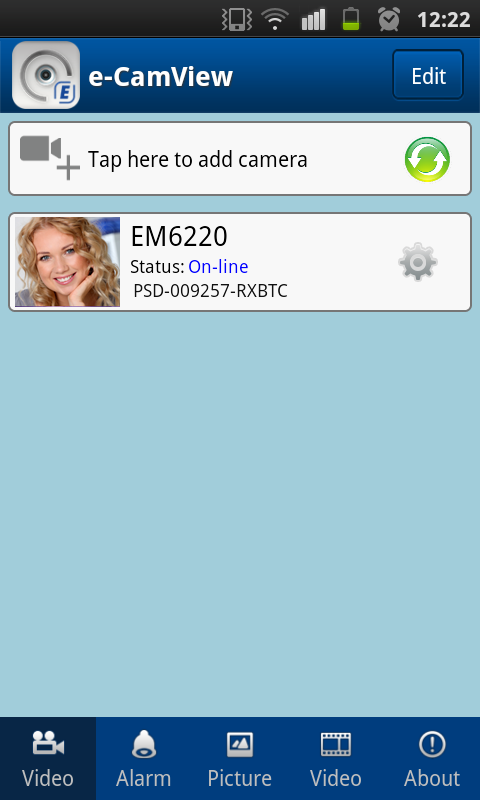 12:22
e-CamView
Edit
Tap here to add camera
EM6220
Status: On-line
PSD-009257-RXBTC
Video
Alarm
Picture
Video
About